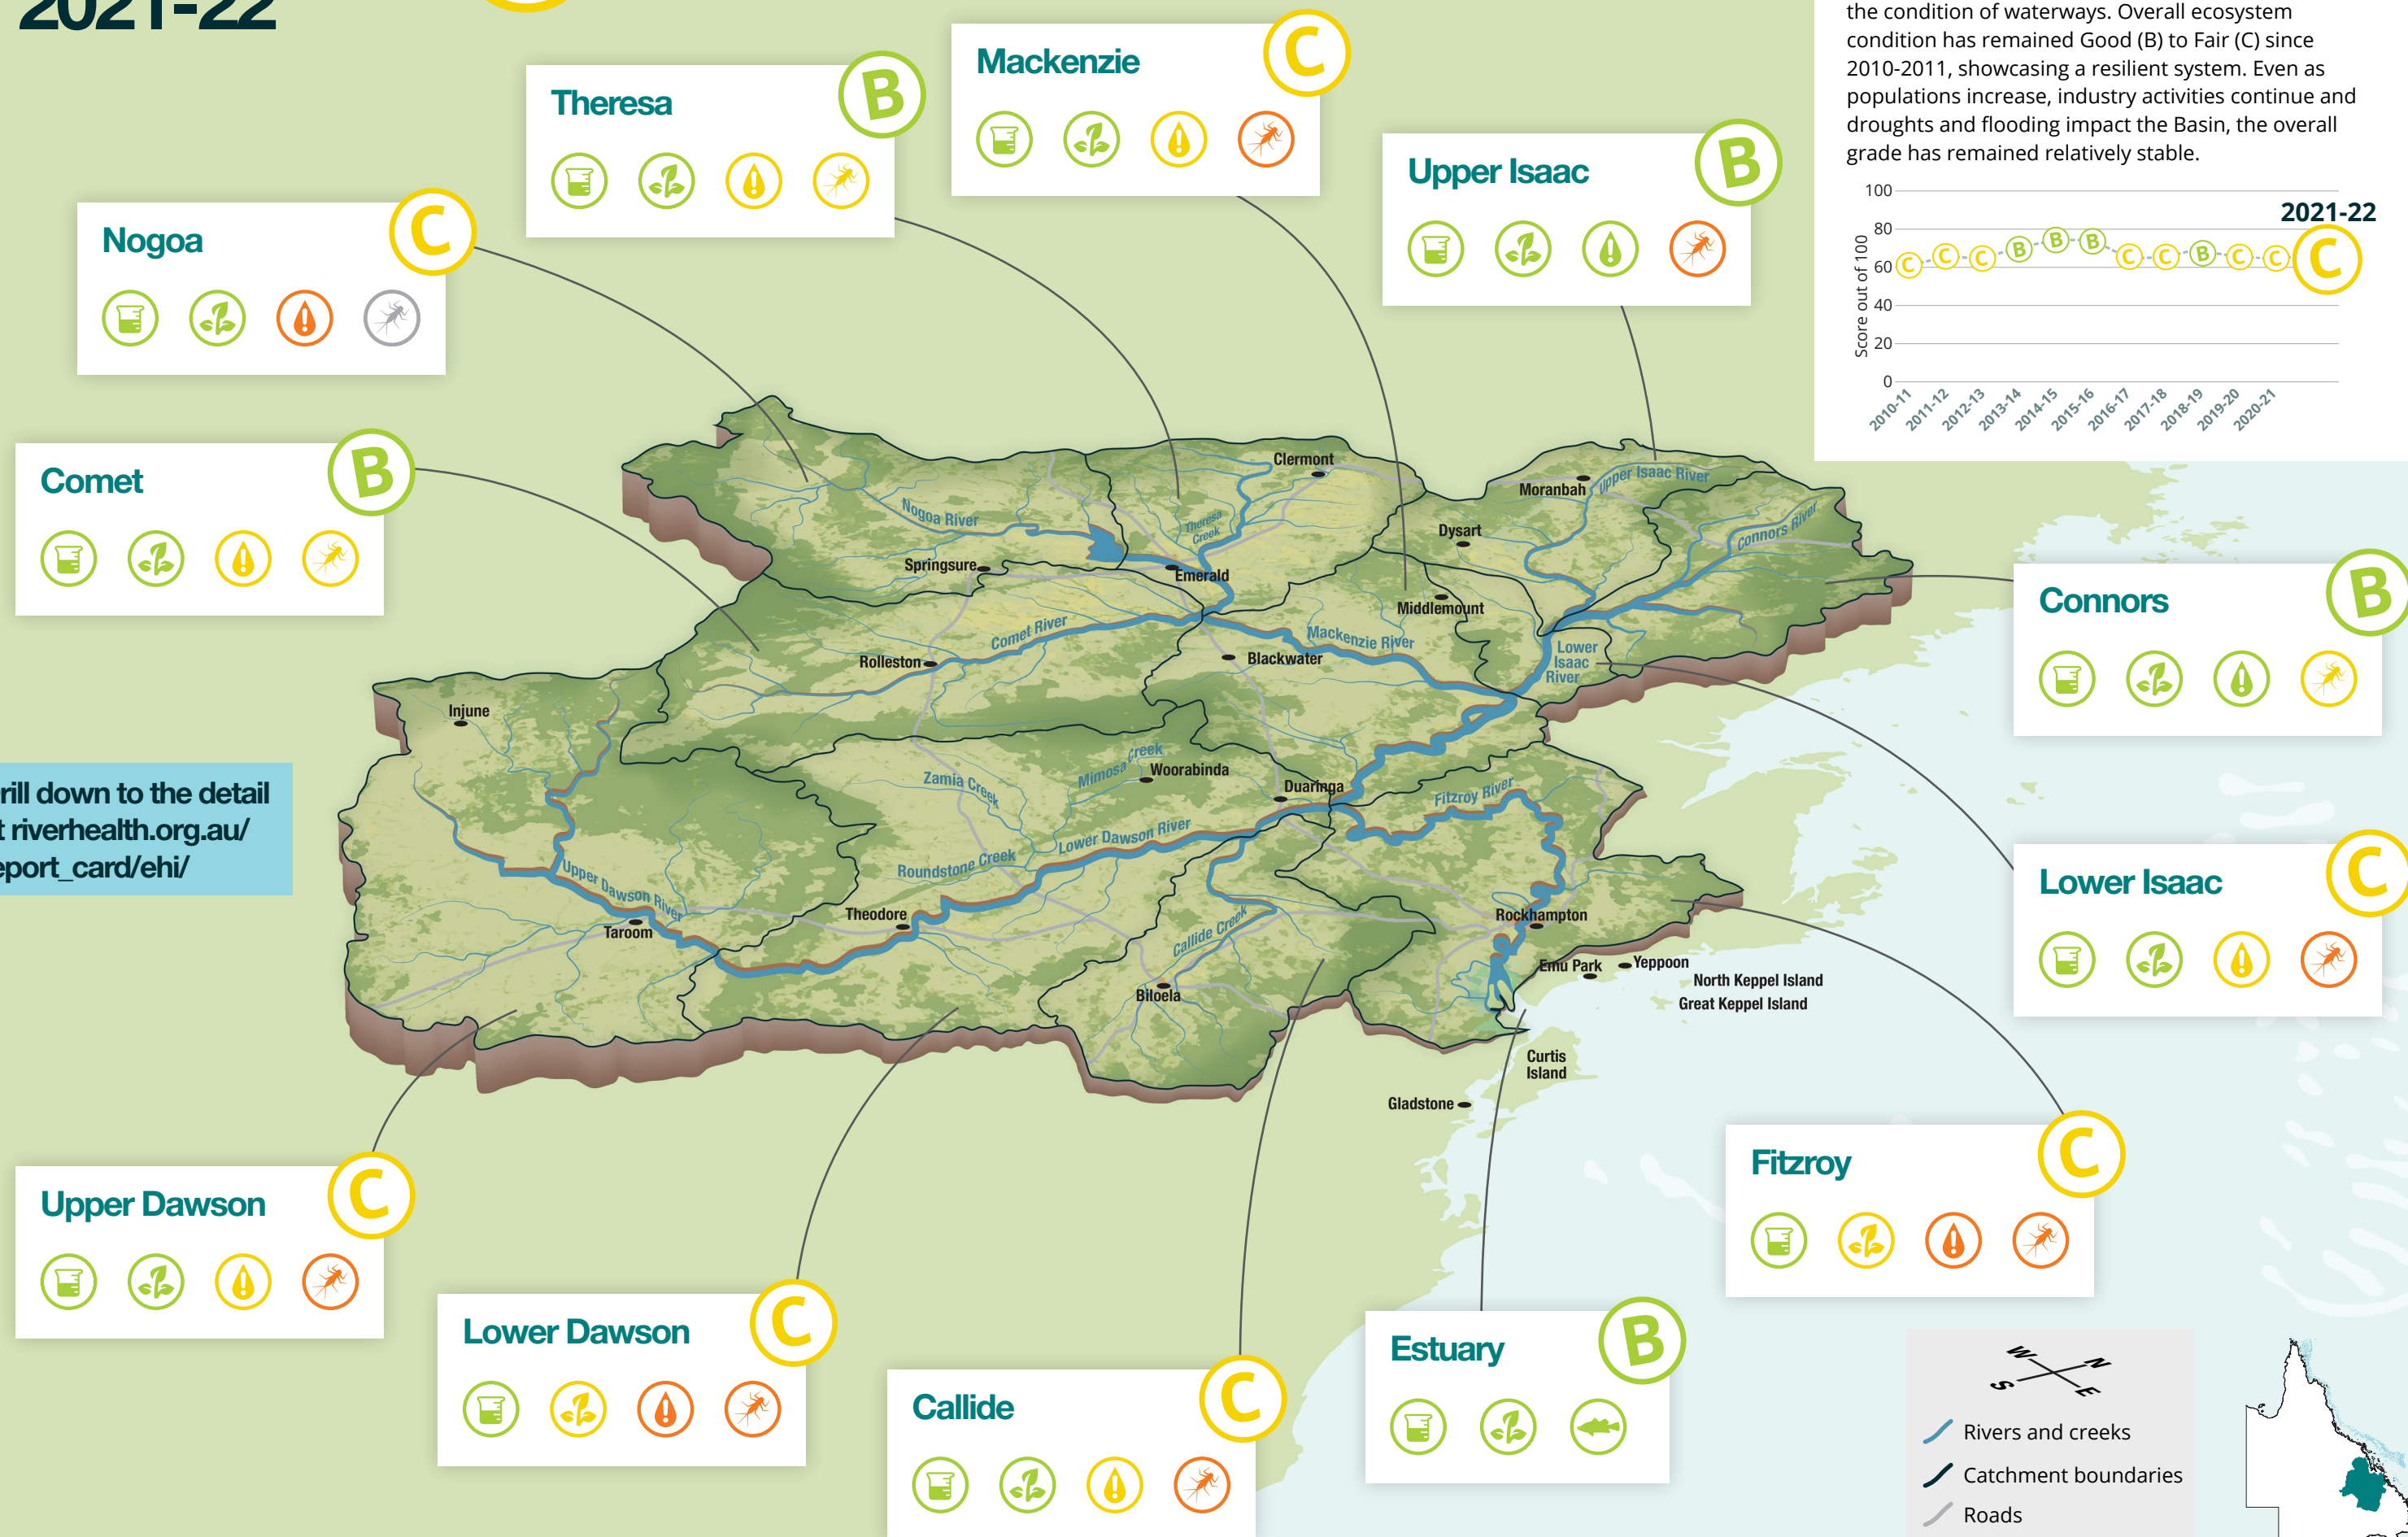 2021-22
the condition of waterways. Overall ecosystem
condition has remained Good (B) to Fair (C) since
2010-2011, showcasing a resilient system. Even as
populations increase, industry activities continue and
droughts and flooding impact the Basin, the overall
grade has remained relatively stable.
Score out of 100
100
80
60
40
20
0
2021-22
C
C
C
B
B
B
C
C
B
C
C
C
2010-11
2011-12
2012-13
2013-14
2014-15
2015-16
2016-17
2017-18
2018-19
2019-20
2020-21
Mackenzie
C
Theresa
B
Upper Isaac
B
Nogoa
C
Comet
B
Connors
B
Lower Isaac
C
Fitzroy
C
Estuary
B
Callide
C
Lower Dawson
C
Upper Dawson
C
rill down to the detail
t riverhealth.org.au/
eport_card/ehi/
Clermont
Moranbah
Upper Isaac River
Nogoa River
Theresa
Creek
Dysart
Connors River
Springsure
Emerald
Middlemount
Comet River
Mackenzie River
Rolleston
Blackwater
Lower
Isaac
River
Injune
Mimosa Creek
Zamia Creek
Woorabinda
Duaringa
Fitzroy River
Lower Dawson River
Roundstone Creek
Upper Dawson River
Theodore
Taroom
Callide Creek
Rockhampton
Biloela
Emu Park
Yeppoon
North Keppel Island
Great Keppel Island
Curtis
Island
Gladstone
W
N
S
E
Rivers and creeks
Catchment boundaries
Roads